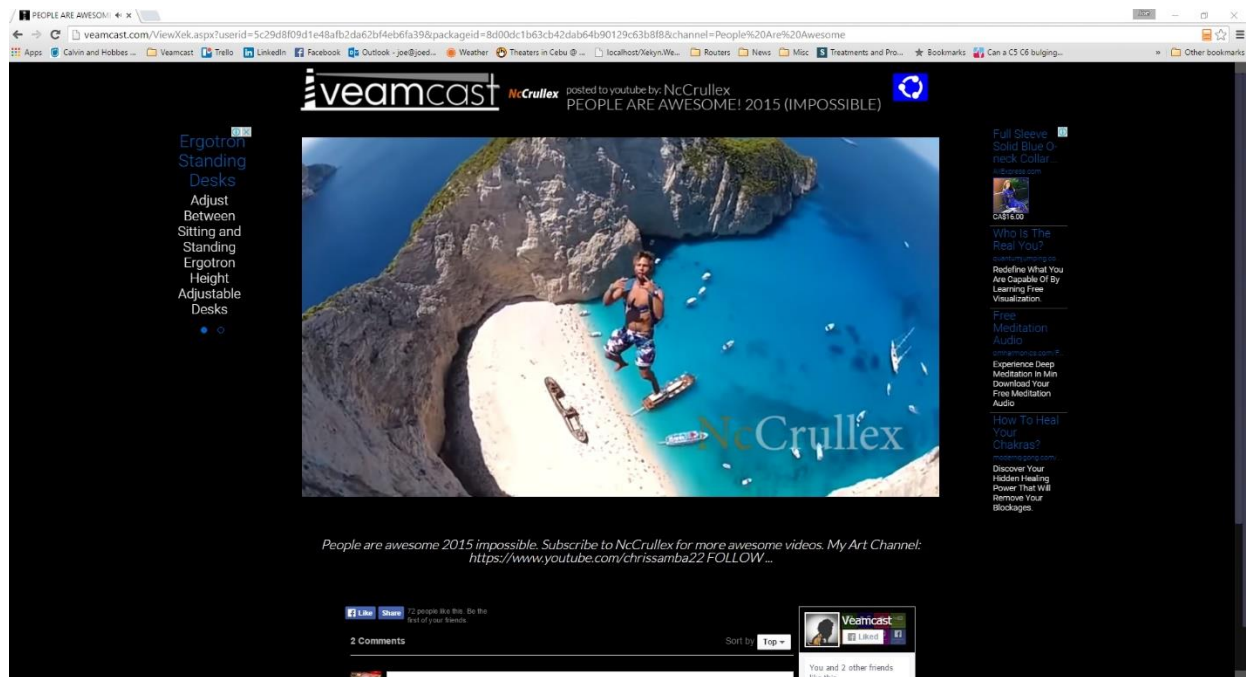 PEOPLE ARE AWESOM
veamcast.com/ViewXek.aspx?userid=5c29d8f09d1e48afb2da62bf4eb6fa39&packageid=8d00dc1b63cb42dab64b90129c63b8f8&channel=People%20Are%20Awesome
Apps Calvin and Hobbes ... Veamcast Trello LinkedIn Facebook Outlook - joe@joed... Weather Theaters in Cebu @ ... localhost/Xekyn.We... Routers News Misc Treatments and Pro... Bookmarks Can a C5 C6 bulging... » Other bookmarks
veamcast
NcCrullex
posted to youtube by: NcCrullex
PEOPLE ARE AWESOME! 2015 (IMPOSSIBLE)
Ergotron
Standing
Desks
Adjust
Between
Sitting and
Standing
Ergotron
Height
Adjustable
Desks
NcCrullex
Full Sleeve
Solid Blue O-
neck Collar...
CA$16.00
Who Is The
Real You?
Redefine What You
Are Capable Of By
Learning Free
Visualization.
Free
Meditation
Audio
Experience Deep
Meditation In Min
Download Your
Free Meditation
Audio
How To Heal
Your
Chakras?
Discover Your
Hidden Healing
Power That Will
Remove Your
Blockages.
People are awesome 2015 impossible. Subscribe to NcCrullex for more awesome videos. My Art Channel:
https://www.youtube.com/chrissamba22 FOLLOW ...
Like Share 72 people like this. Be the
first of your friends.
2 Comments
Sort by Top
Veamcast
Liked
You and 2 other friends
like this